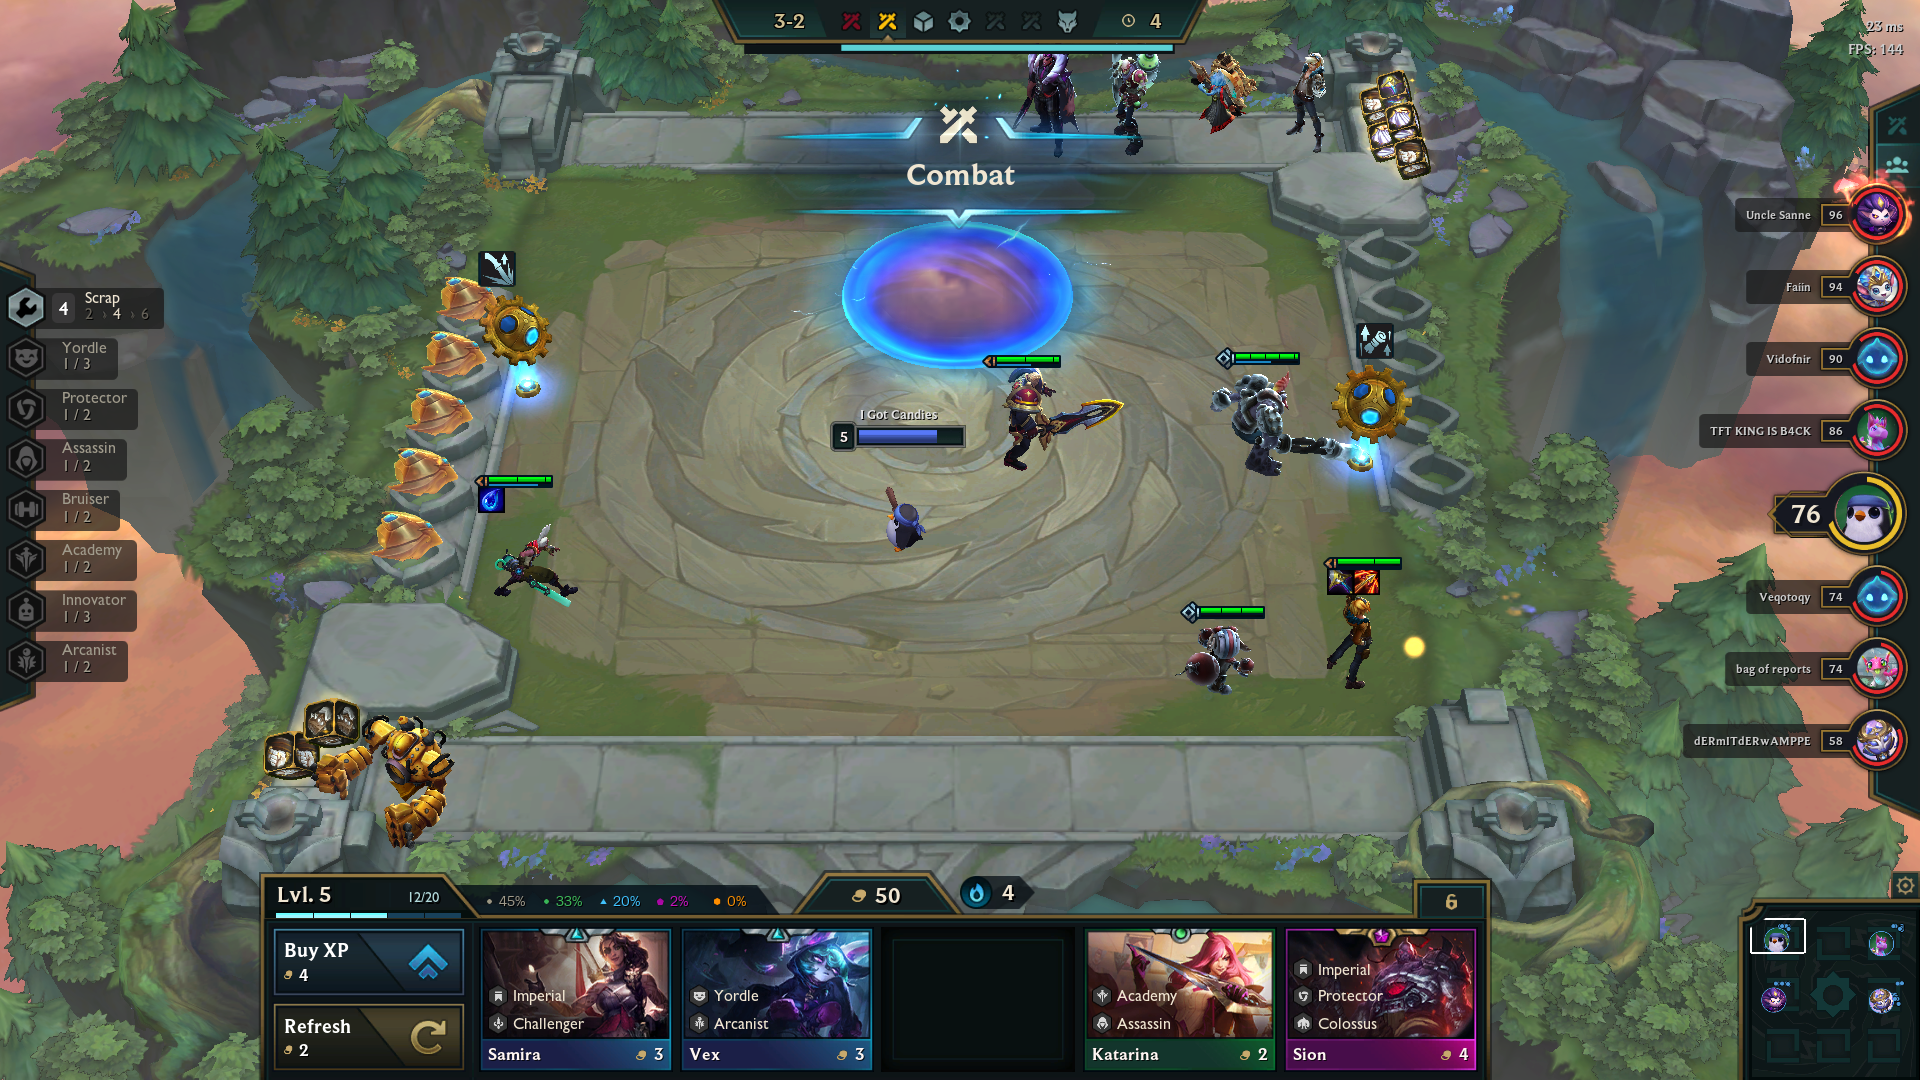 3-2
4
23 ms
FPS: 144
Combat
Uncle Sanne 96
Faiin 94
Vidofnir 90
TFT KING IS B4CK 86
76
Veqotoqy 74
bag of reports 74
dERmITdERwAMPPE 58
4 Scrap
2 › 4 › 6
Yordle
1 / 3
Protector
1 / 2
Assassin
1 / 2
Bruiser
1 / 2
Academy
1 / 2
Innovator
1 / 3
Arcanist
1 / 2
I Got Candies
5
Lvl. 5 12/20
45% 33% 20% 2% 0%
50
4
6
Buy XP
4
Refresh
2
Imperial
Challenger
Samira 3
Yordle
Arcanist
Vex 3
Academy
Assassin
Katarina 2
Imperial
Protector
Colossus
Sion 4